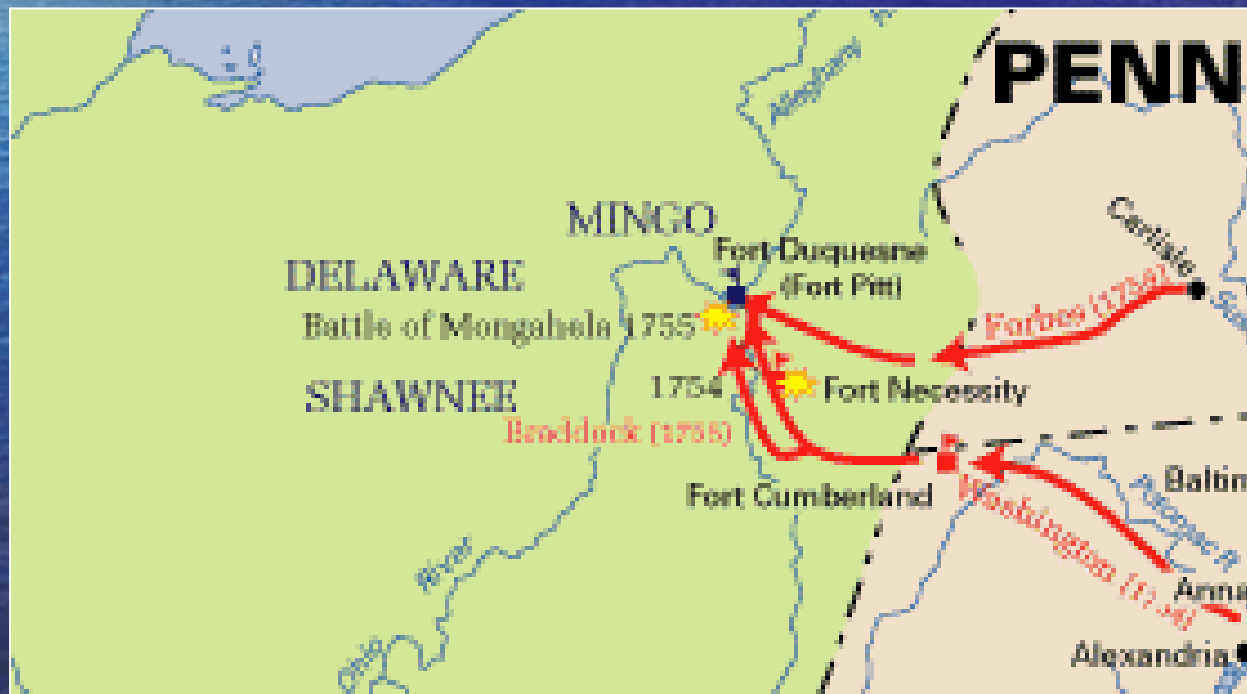 PENN
Carlisle
MINGO
Fort Duquesne
(Fort Pitt)
DELAWARE
Forbes (1758)
Battle of Mongahela 1755
SHAWNEE
1754
Fort Necessity
Braddock (1755)
Fort Cumberland
Washington (1754)
Baltim
Potomac R
River
Ohio
Anna
Alexandria